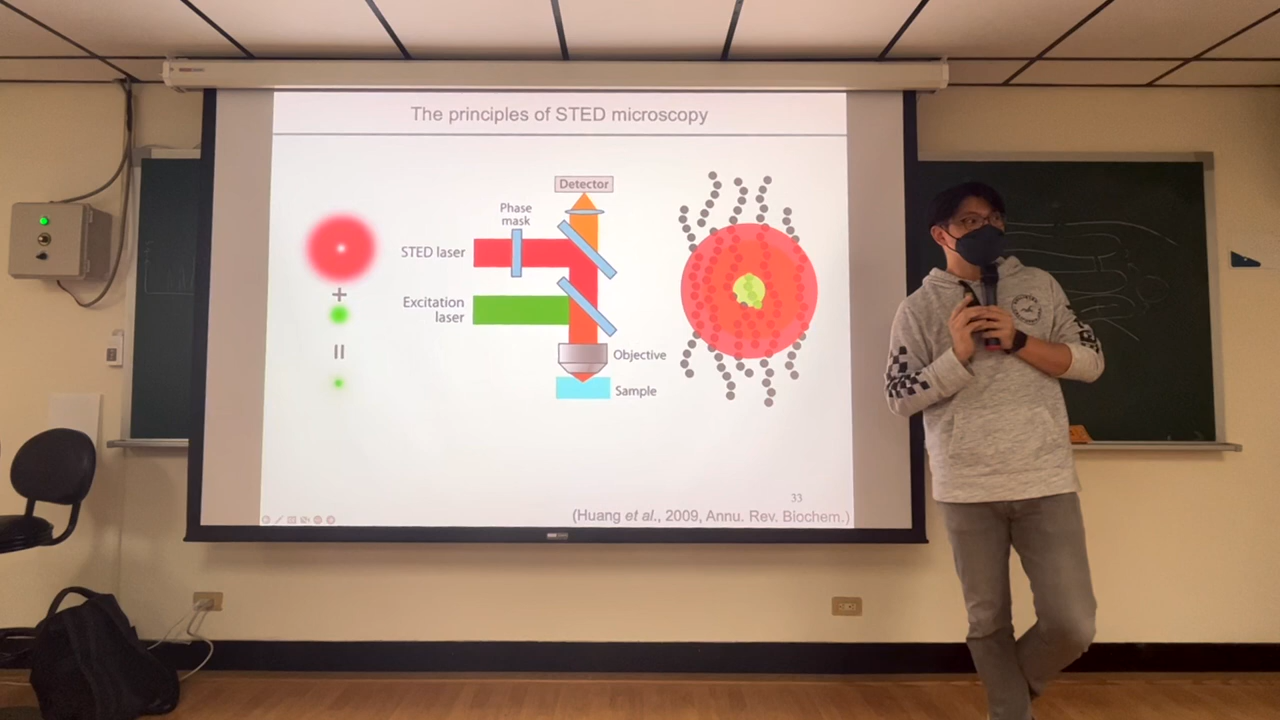 The principles of STED microscopy
Detector
Phase
mask
STED laser
Excitation
laser
Objective
Sample
+
=
33
(Huang et al., 2009, Annu. Rev. Biochem.)